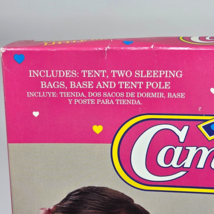 INCLUDES: TENT, TWO SLEEPING
BAGS, BASE AND TENT POLE
INCLUYE: TIENDA, DOS SACOS DE DORMIR, BASE
Y POSTE PARA TIENDA.
Cam